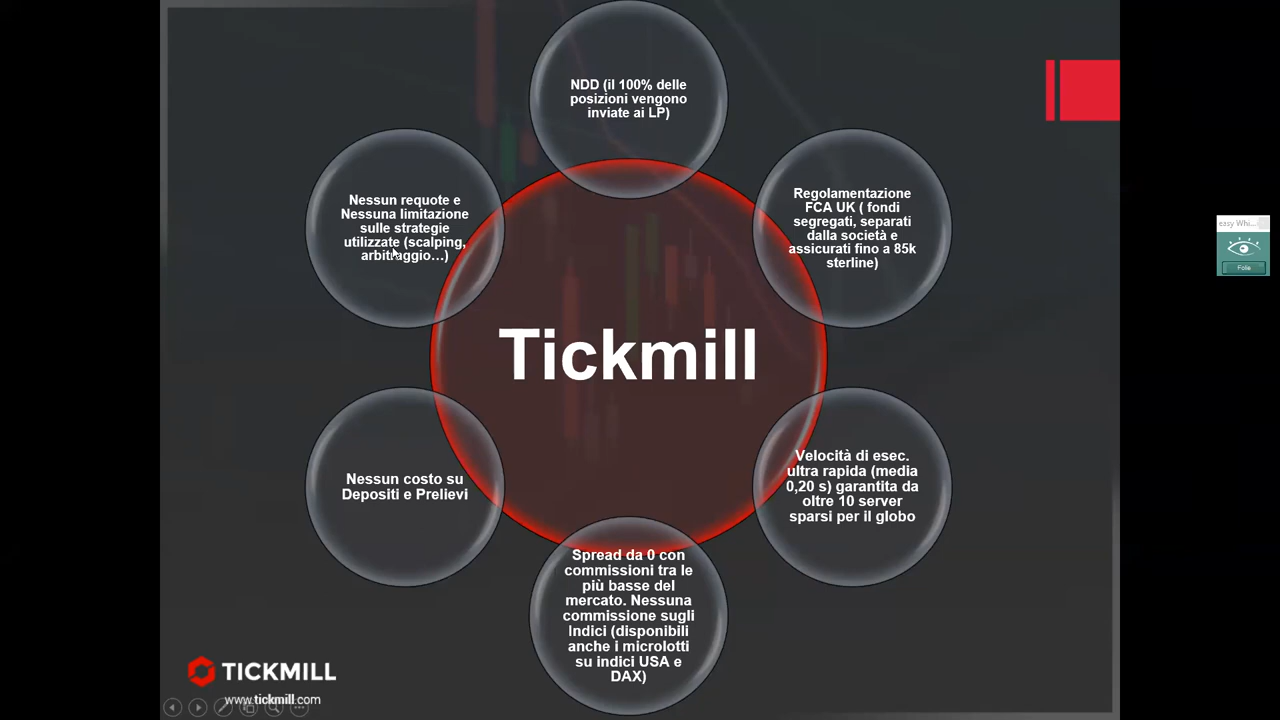 NDD (il 100% delle
posizioni vengono
inviate ai LP)
Nessun requote e
Nessuna limitazione
sulle strategie
utilizzate (scalping,
arbitraggio...)
Regolamentazione
FCA UK ( fondi
segregati, separati
dalla società e
assicurati fino a 85k
sterline)
Tickmill
Nessun costo su
Depositi e Prelievi
Velocità di esec.
ultra rapida (media
0,20 s) garantita da
oltre 10 server
sparsi per il globo
Spread da 0 con
commissioni tra le
più basse del
mercato. Nessuna
commissione sugli
Indici (disponibili
anche i microlotti
su indici USA e
DAX)
TICKMILL
www.tickmill.com
easy Whi...
Folie